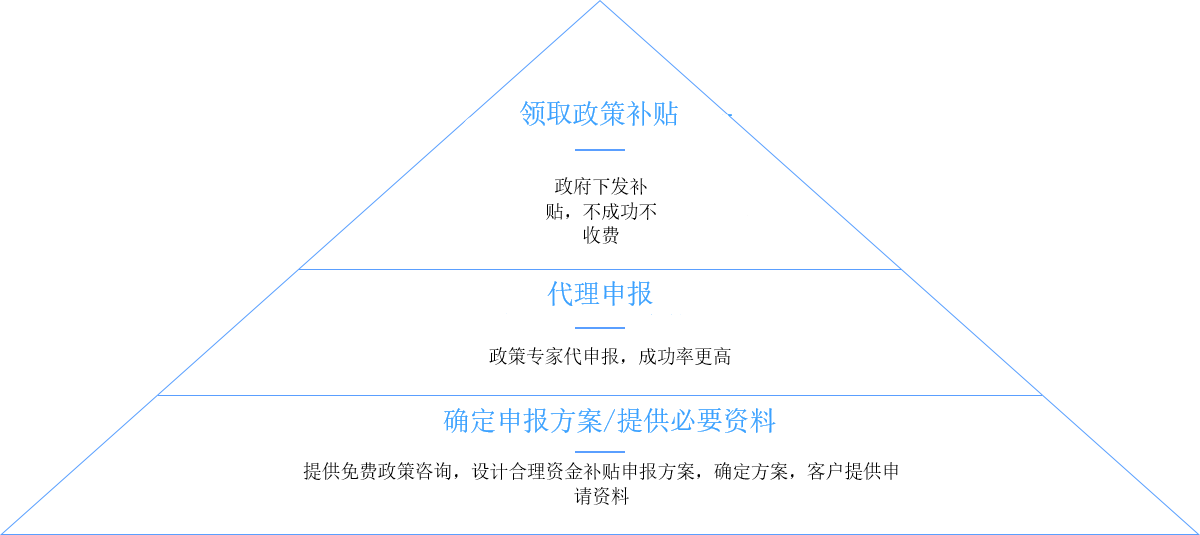 领取政策补贴
政府下发补
贴，不成功不
收费
代理申报
政策专家代申报，成功率更高
确定申报方案/提供必要资料
提供免费政策咨询，设计合理资金补贴申报方案，确定方案，客户提供申
请资料